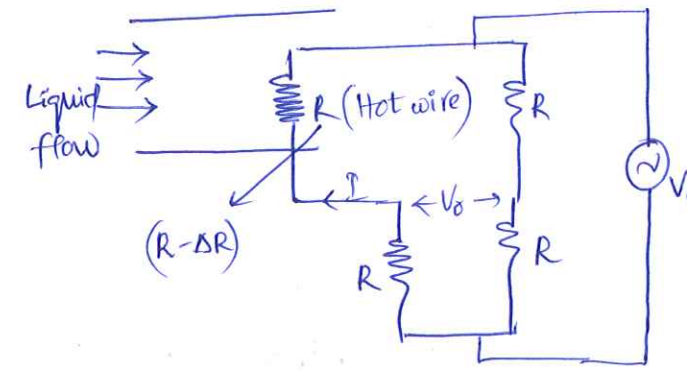 Liquid
flow
R (Hot wire)
R
I
V₀
(R-ΔR)
R
R